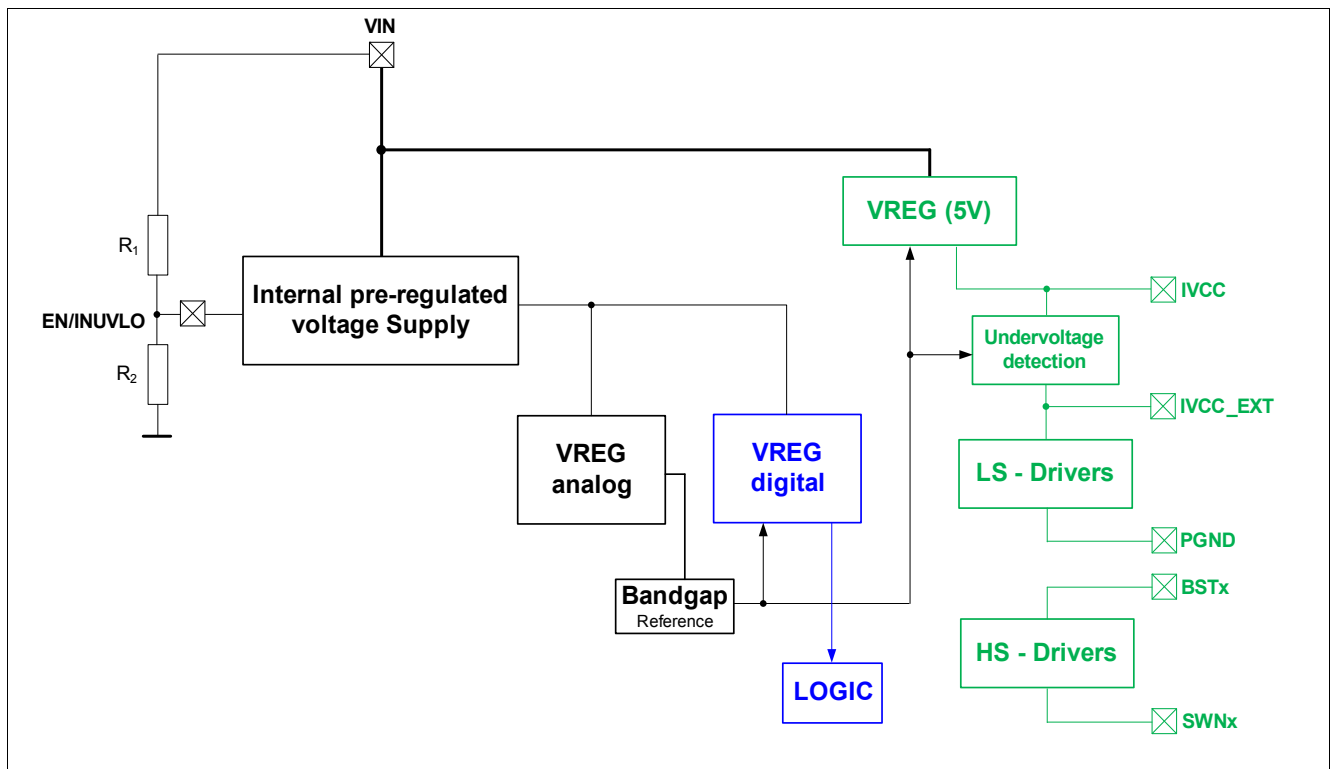 VIN
VREG (5V)
R₁
Internal pre-regulated
voltage Supply
IVCC
EN/INUVLO
Undervoltage
detection
R₂
IVCC_EXT
VREG
analog
VREG
digital
LS - Drivers
PGND
Bandgap
Reference
BSTx
HS - Drivers
LOGIC
SWNx